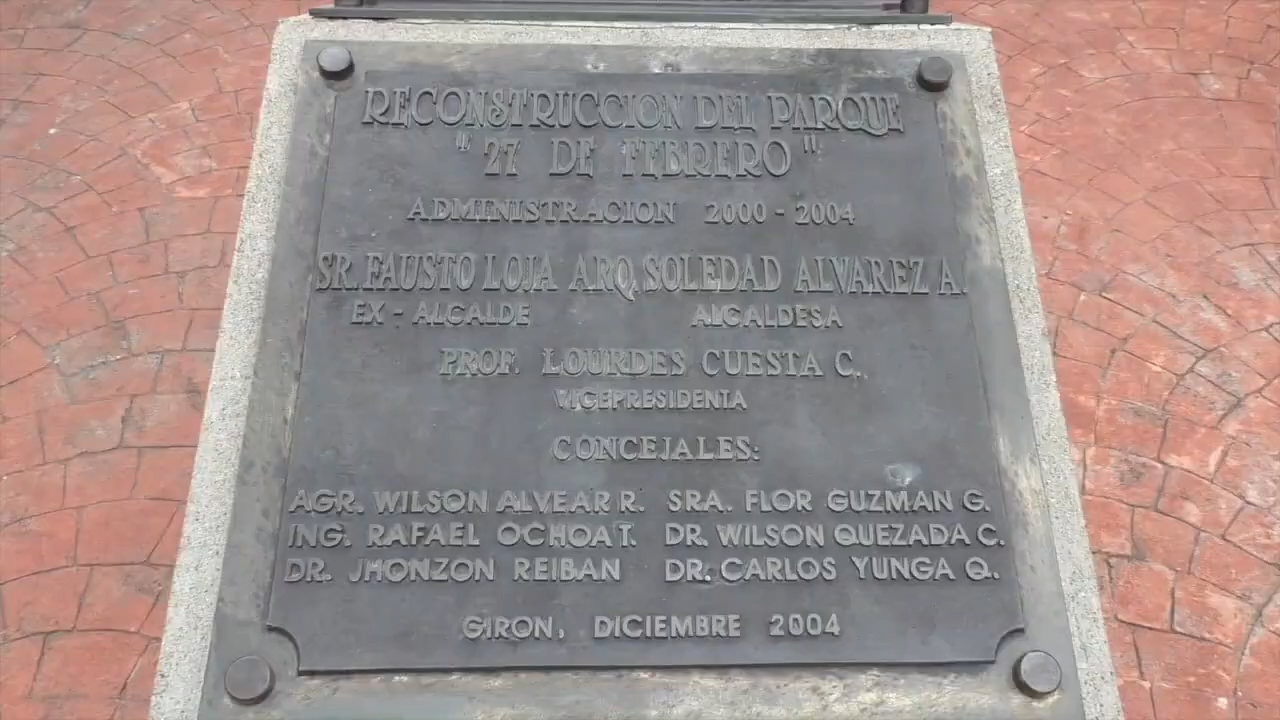 RECONSTRUCCION DEL PARQUE
" 27 DE FEBRERO "
ADMINISTRACION 2000 - 2004
SR. FAUSTO LOJA ARQ. SOLEDAD ALVAREZ A.
EX - ALCALDE ALCALDESA
PROF. LOURDES CUESTA C.
VICEPRESIDENTA
CONCEJALES:
AGR. WILSON ALVEAR R. SRA. FLOR GUZMAN G.
ING. RAFAEL OCHOA T. DR. WILSON QUEZADA C.
DR. JHONZON REIBAN DR. CARLOS YUNGA Q.
GIRON, DICIEMBRE 2004